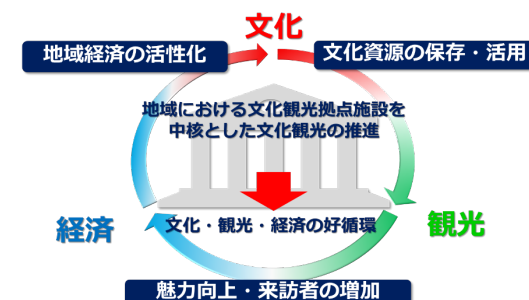 文化
地域経済の活性化
文化資源の保存・活用
地域における文化観光拠点施設を
中核とした文化観光の推進
経済
文化・観光・経済の好循環
観光
魅力向上・来訪者の増加